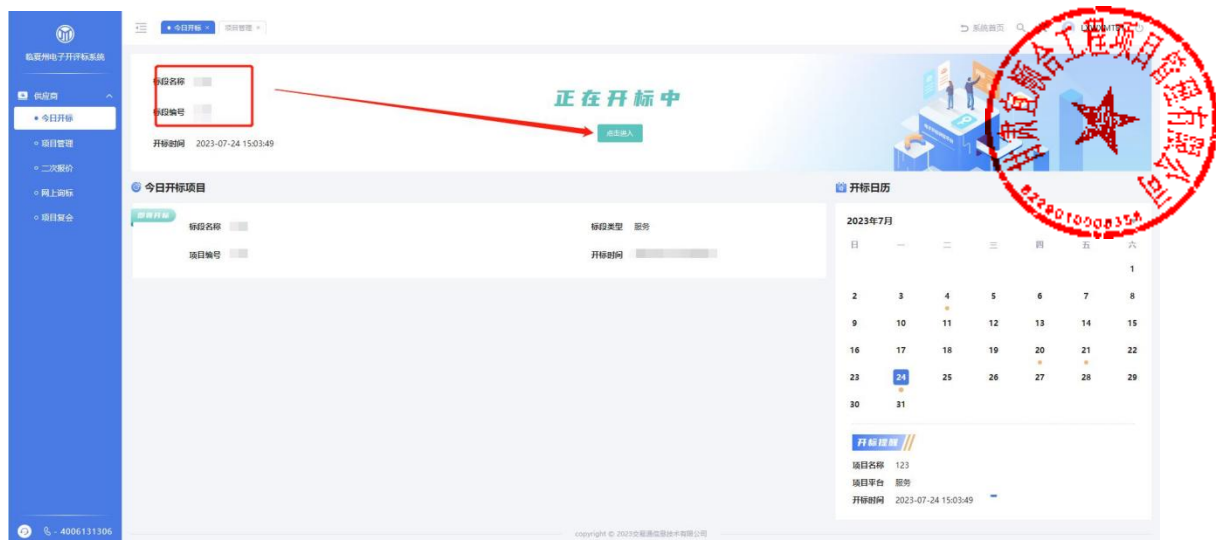 临夏州电子开评标系统
供应商
今日开标
项目管理
二次报价
网上询标
项目复会
4006131306
今日开标 ×
项目管理 ×
系统首页
标段名称
标段编号
开标时间 2023-07-24 15:03:49
正在开标中
点击进入
今日开标项目
标段名称
标段类型 服务
项目编号
开标时间
开标日历
2023年7月
日 一 二 三 四 五 六
1
2 3 4 5 6 7 8
9 10 11 12 13 14 15
16 17 18 19 20 21 22
23 24 25 26 27 28 29
30 31
开标提醒
项目名称 123
项目平台 服务
开标时间 2023-07-24 15:03:49